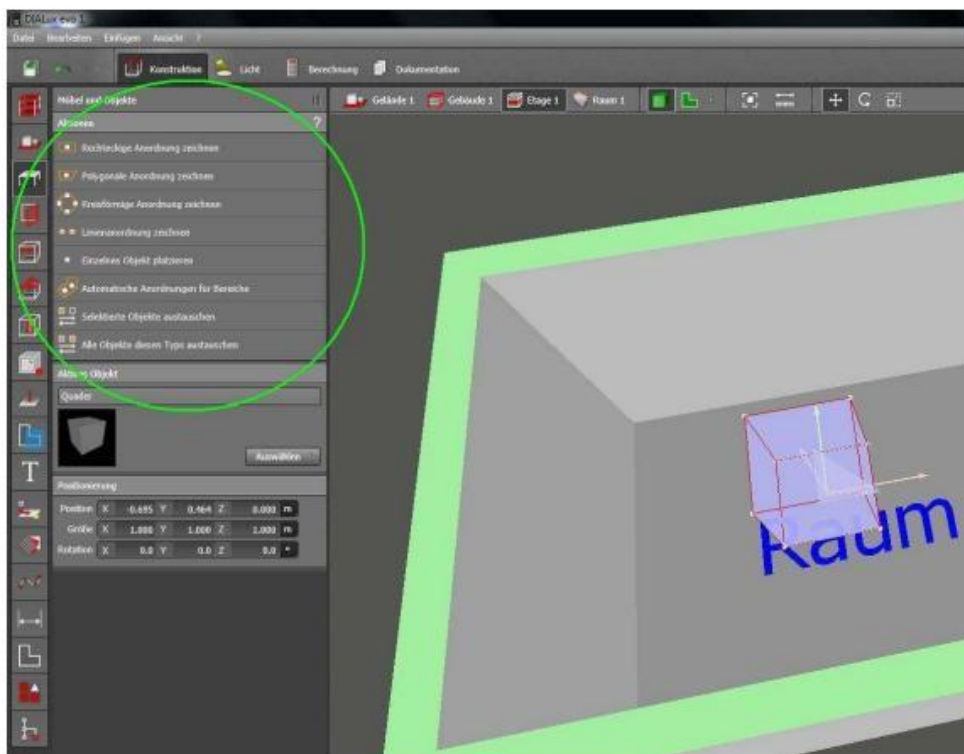 DIALux evo 1
Datei Bearbeiten Einfügen Ansicht ?
Konstruktion Licht Berechnung Dokumentation
Möbel und Objekte
Gelände 1 Gebäude 1 Etage 1 Raum 1
Aktionen ?
Rechteckige Anordnung zeichnen
Polygonale Anordnung zeichnen
Kreisförmige Anordnung zeichnen
Linienanordnung zeichnen
Einzelnes Objekt platzieren
Automatische Anordnungen für Bereiche
Selektierte Objekte austauschen
Alle Objekte diesen Typs austauschen
Aktives Objekt
Quader
Auswählen
Positionierung
Position X -0.695 Y 0.464 Z 0.000 m
Größe X 1.000 Y 1.000 Z 1.000 m
Rotation X 0.0 Y 0.0 Z 0.0 °
T
Raum